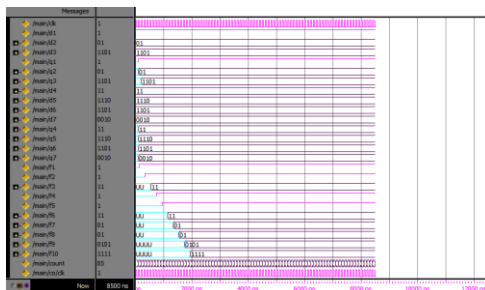 Messages
/main/clk 1
/main/d1 1
/main/d2 01 01
/main/d3 1101 1101
/main/q1 1
/main/q2 01 01
/main/q3 1101 1101
/main/d4 11 11
/main/d5 1110 1110
/main/d6 1101 1101
/main/d7 0010 0010
/main/q4 11 11
/main/q5 1110 1110
/main/q6 1101 1101
/main/q7 0010 0010
/main/f1 1
/main/f2 1
/main/f3 11 UU 11
/main/f4 1
/main/f5 1
/main/f6 11 UU 11
/main/f7 01 UU 01
/main/f8 01 UU 01
/main/f9 0101 UUUU 0101
/main/f10 1111 UUUU 1111
/main/count 85
/main/co/clk 1
Now 8500 ns ns 2000 ns 4000 ns 6000 ns 8000 ns 10000 ns 12000 ns